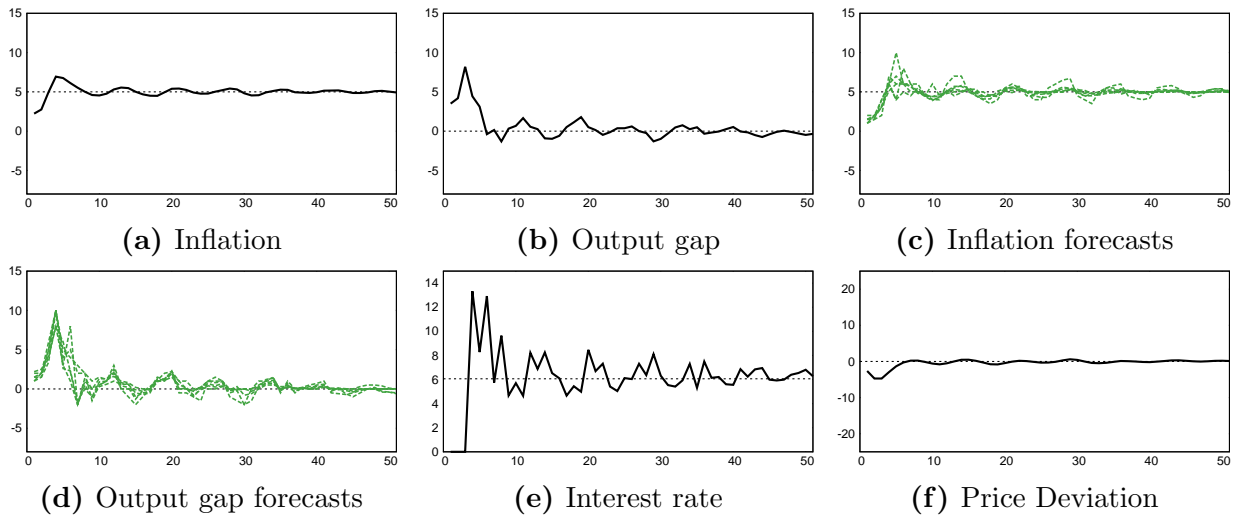 15 15 15
10 10 10
5 5 5
0 0 0
-5 -5 -5
0 10 20 30 40 50 0 10 20 30 40 50 0 10 20 30 40 50
(a) Inflation (b) Output gap (c) Inflation forecasts
15 14 20
10 12 10
5 10 0
0 8 -10
-5 6 -20
4
2
0
0 10 20 30 40 50 0 10 20 30 40 50 0 10 20 30 40 50
(d) Output gap forecasts (e) Interest rate (f) Price Deviation